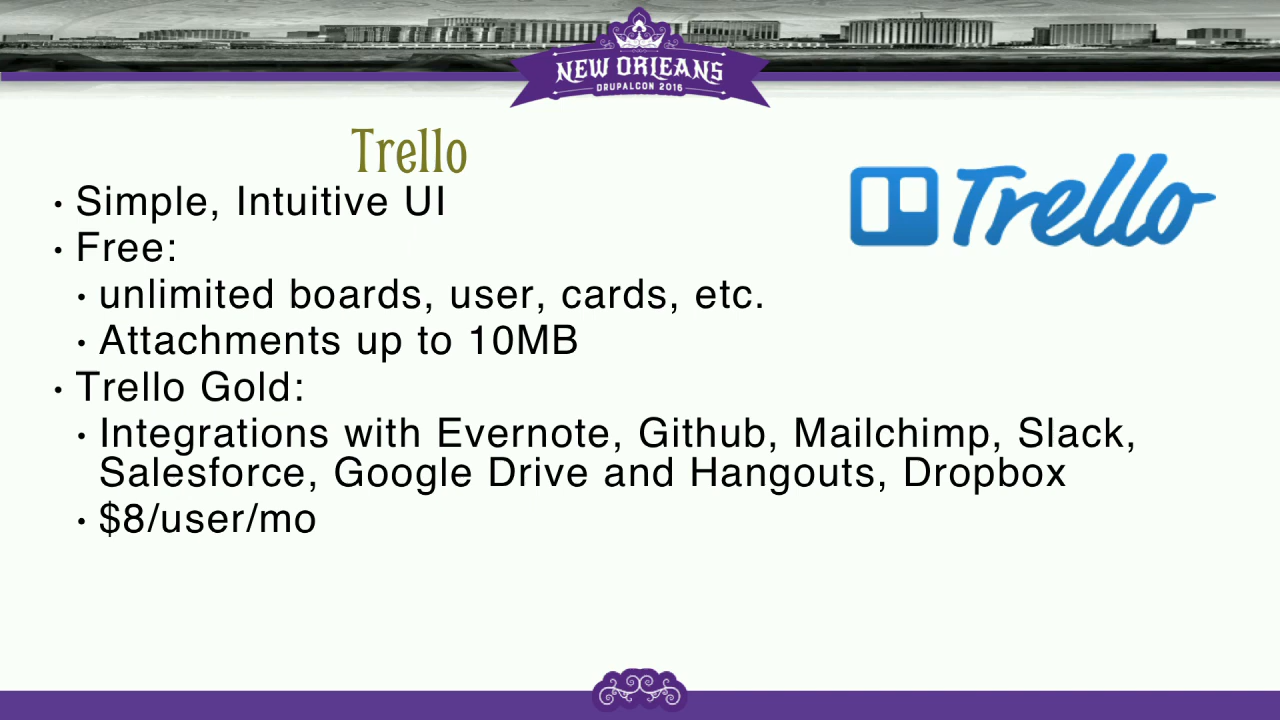 NEW ORLEANS
DRUPALCON 2016
Trello
Trello
• Simple, Intuitive UI
• Free:
• unlimited boards, user, cards, etc.
• Attachments up to 10MB
• Trello Gold:
• Integrations with Evernote, Github, Mailchimp, Slack,
Salesforce, Google Drive and Hangouts, Dropbox
• $8/user/mo